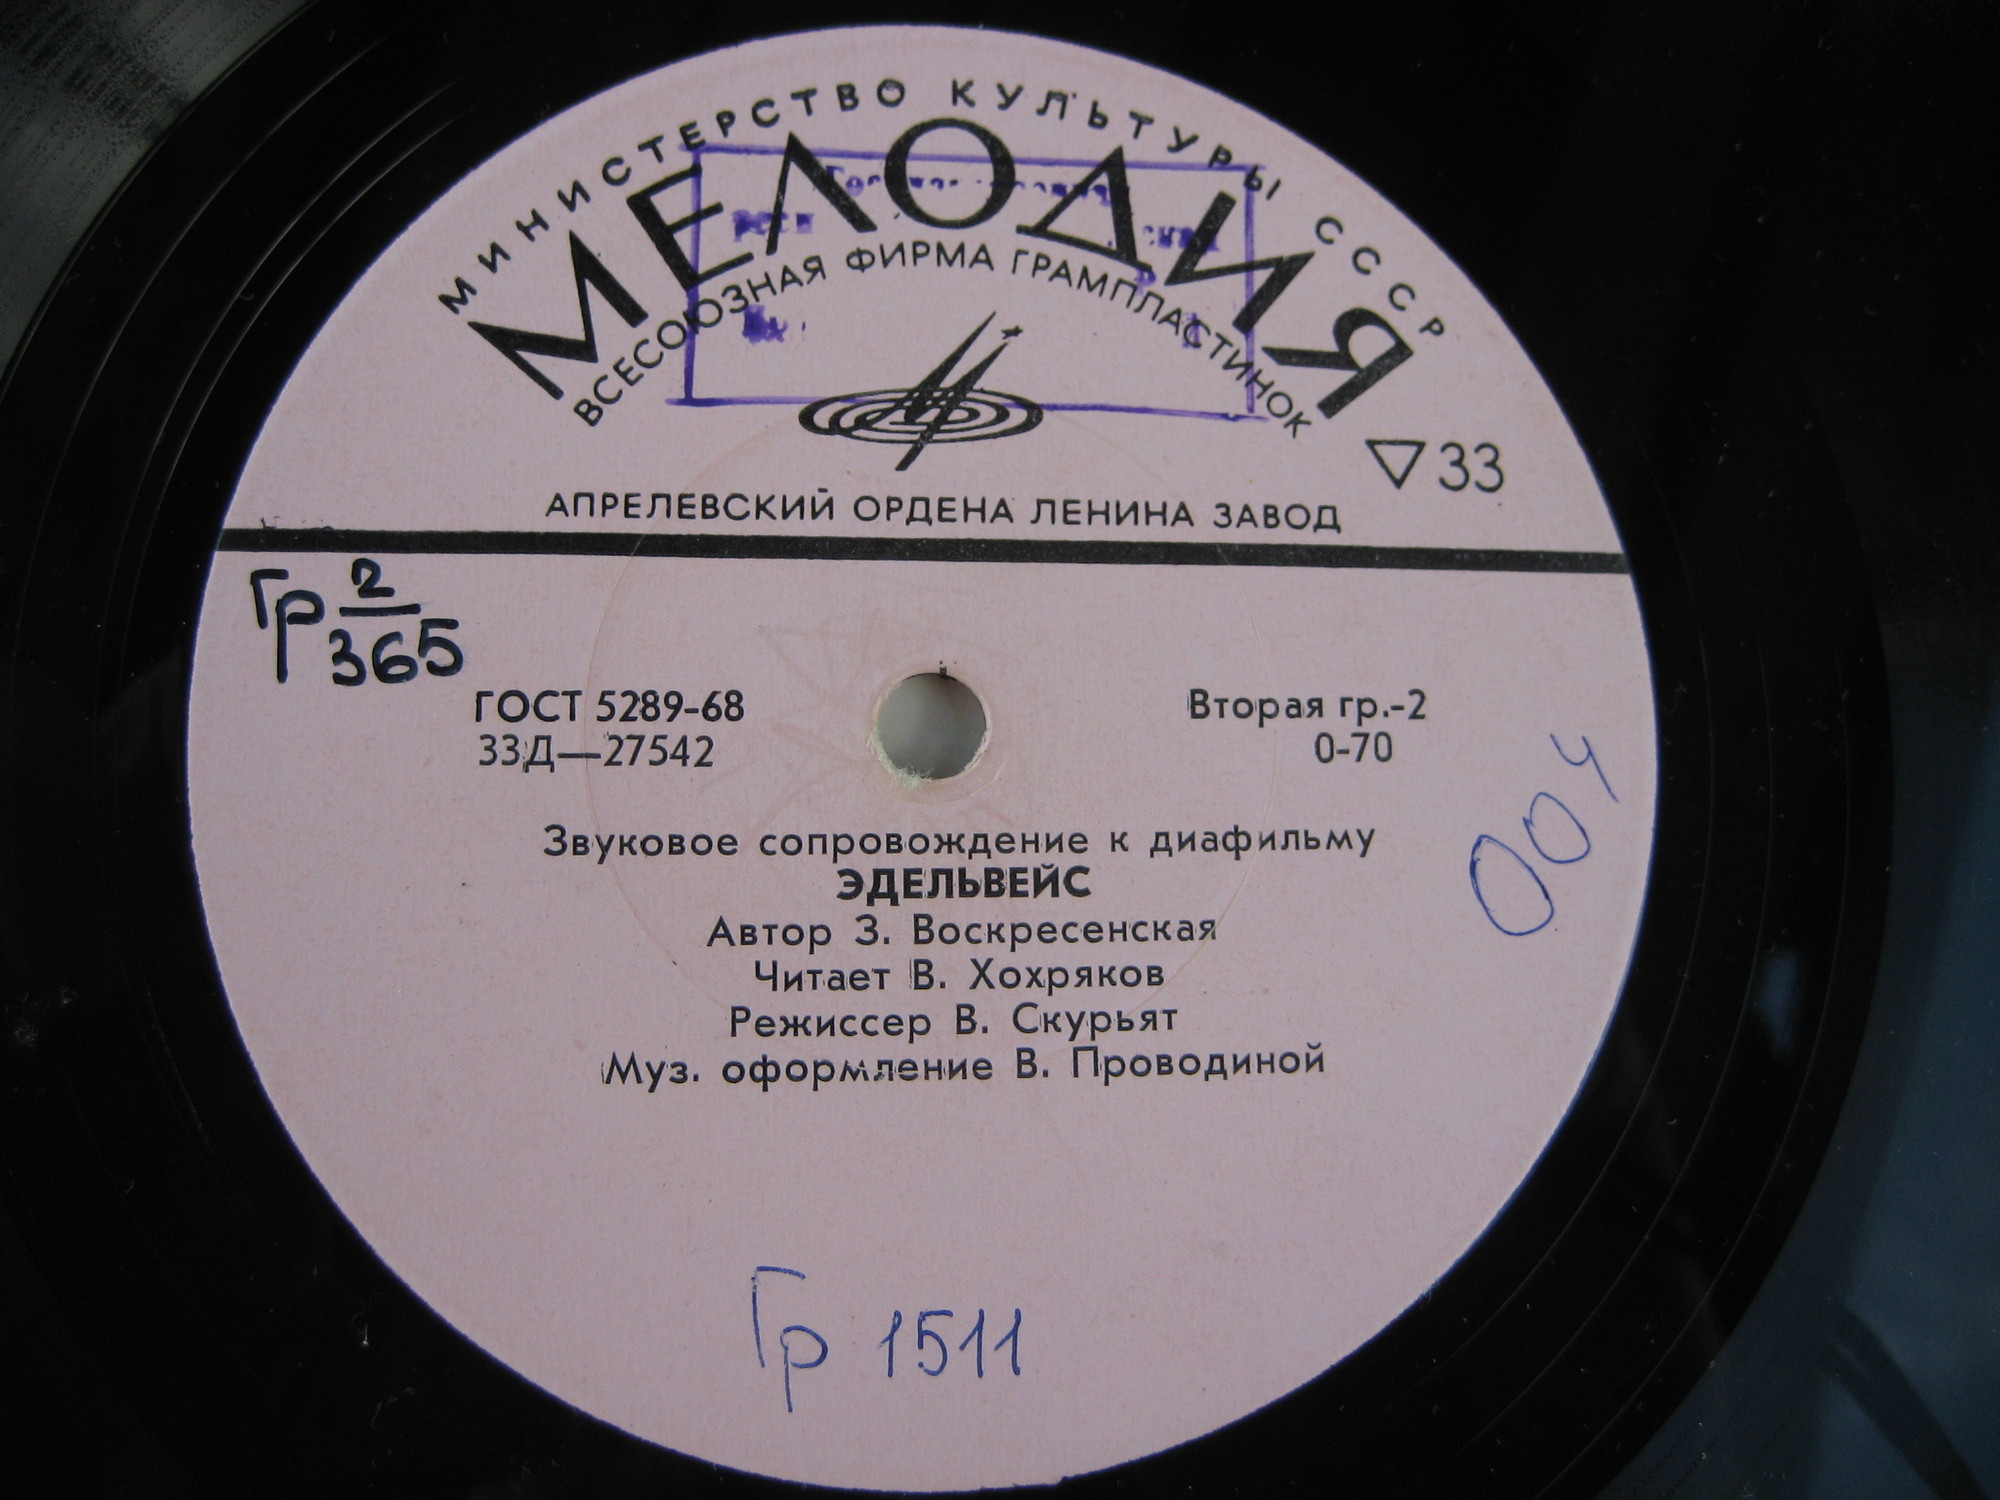 МИНИСТЕРСТВО КУЛЬТУРЫ СССР
МЕЛОДИЯ
ВСЕСОЮЗНАЯ ФИРМА ГРАМПЛАСТИНОК
33
АПРЕЛЕВСКИЙ ОРДЕНА ЛЕНИНА ЗАВОД
Гр 2/365
ГОСТ 5289-68
Вторая гр.-2
33Д—27542
0-70
004
Звуковое сопровождение к диафильму
ЭДЕЛЬВЕЙС
Автор З. Воскресенская
Читает В. Хохряков
Режиссер В. Скурьят
Муз. оформление В. Проводиной
Гр 1511